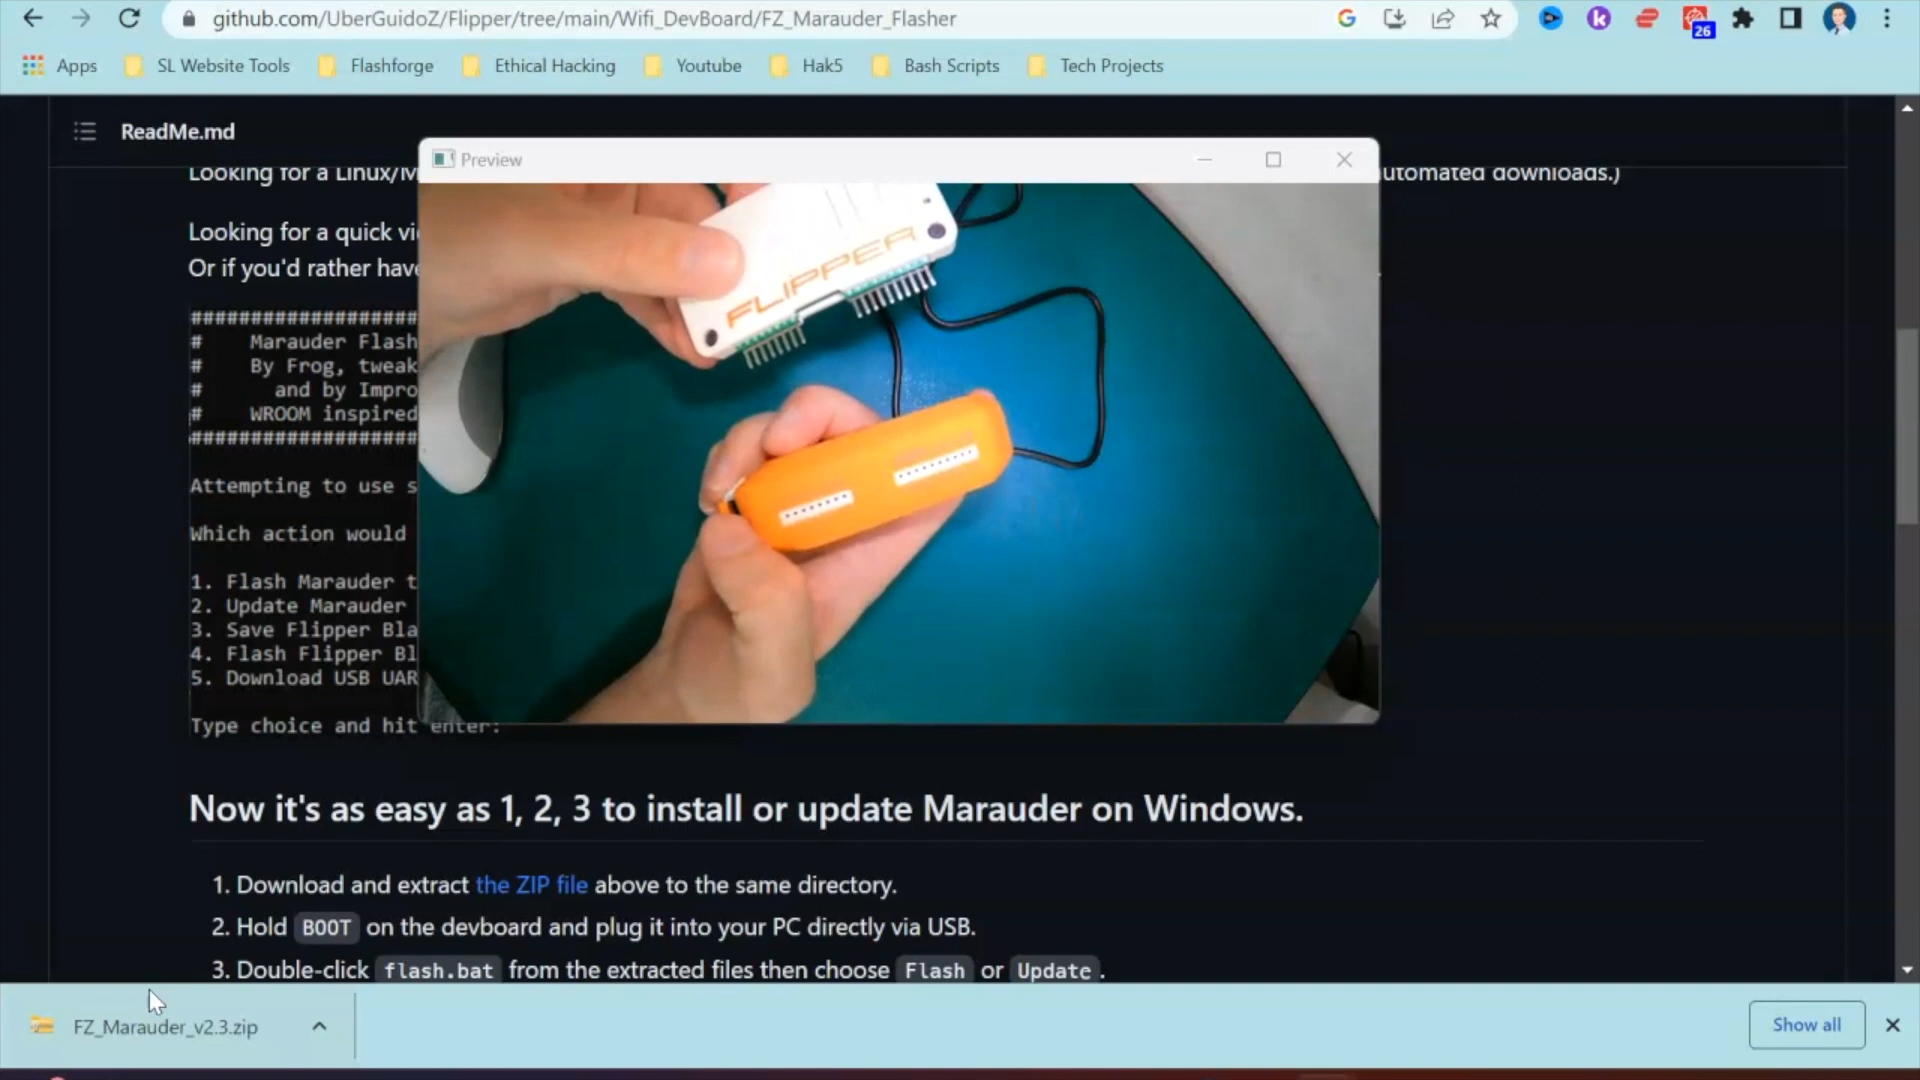 github.com/UberGuidoZ/Flipper/tree/main/Wifi_DevBoard/FZ_Marauder_Flasher
26
Apps
SL Website Tools
Flashforge
Ethical Hacking
Youtube
Hak5
Bash Scripts
Tech Projects
ReadMe.md
Preview
Looking for a Linux/M
utomated downloads.)
Looking for a quick vi
Or if you'd rather have
FLIPPER
####################
# Marauder Flash
# By Frog, tweak
# and by Impro
# WROOM inspired
####################
Attempting to use s
Which action would
1. Flash Marauder t
2. Update Marauder
3. Save Flipper Bla
4. Flash Flipper Bl
5. Download USB UAR
Type choice and hit enter:
Now it's as easy as 1, 2, 3 to install or update Marauder on Windows.
1. Download and extract the ZIP file above to the same directory.
2. Hold BOOT on the devboard and plug it into your PC directly via USB.
3. Double-click flash.bat from the extracted files then choose Flash or Update.
FZ_Marauder_v2.3.zip
Show all